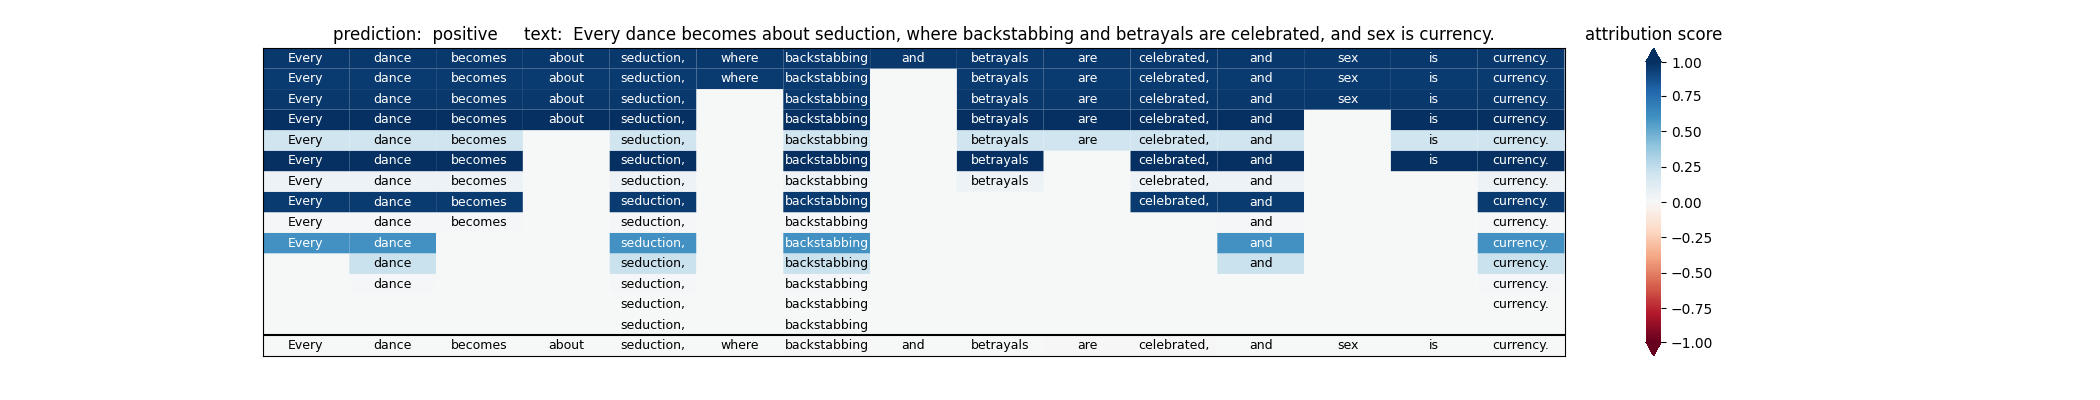 prediction:  positive     text:  Every dance becomes about seduction, where backstabbing and betrayals are celebrated, and sex is currency.
attribution score
Every dance becomes about seduction, where backstabbing and betrayals are celebrated, and sex is currency.
Every dance becomes about seduction, where backstabbing betrayals are celebrated, and sex is currency.
Every dance becomes about seduction, backstabbing betrayals are celebrated, and sex is currency.
Every dance becomes about seduction, backstabbing betrayals are celebrated, and is currency.
Every dance becomes seduction, backstabbing betrayals are celebrated, and is currency.
Every dance becomes seduction, backstabbing betrayals celebrated, and is currency.
Every dance becomes seduction, backstabbing betrayals celebrated, and currency.
Every dance becomes seduction, backstabbing celebrated, and currency.
Every dance becomes seduction, backstabbing and currency.
Every dance seduction, backstabbing and currency.
dance seduction, backstabbing and currency.
dance seduction, backstabbing currency.
seduction, backstabbing currency.
seduction, backstabbing
Every dance becomes about seduction, where backstabbing and betrayals are celebrated, and sex is currency.
1.00
0.75
0.50
0.25
0.00
−0.25
−0.50
−0.75
−1.00